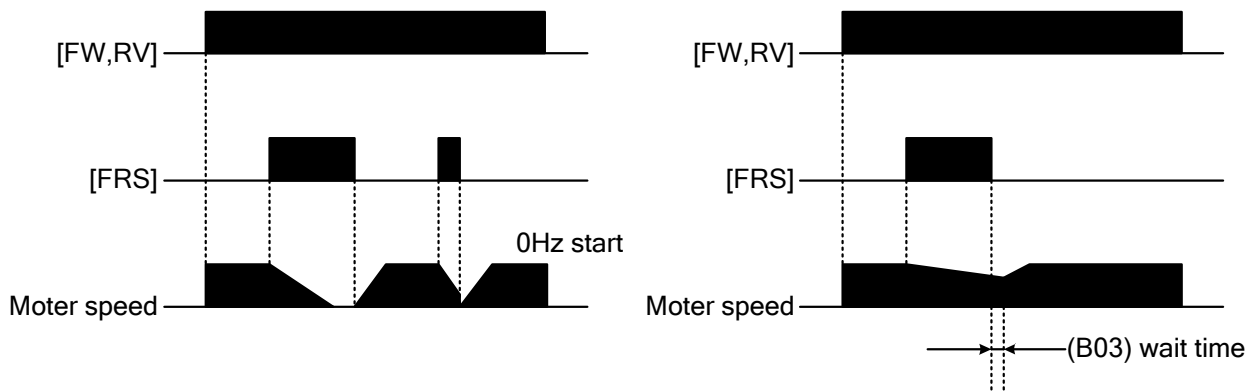 [FW,RV]
[FRS]
0Hz start
Moter speed
[FW,RV]
[FRS]
Moter speed
(B03) wait time